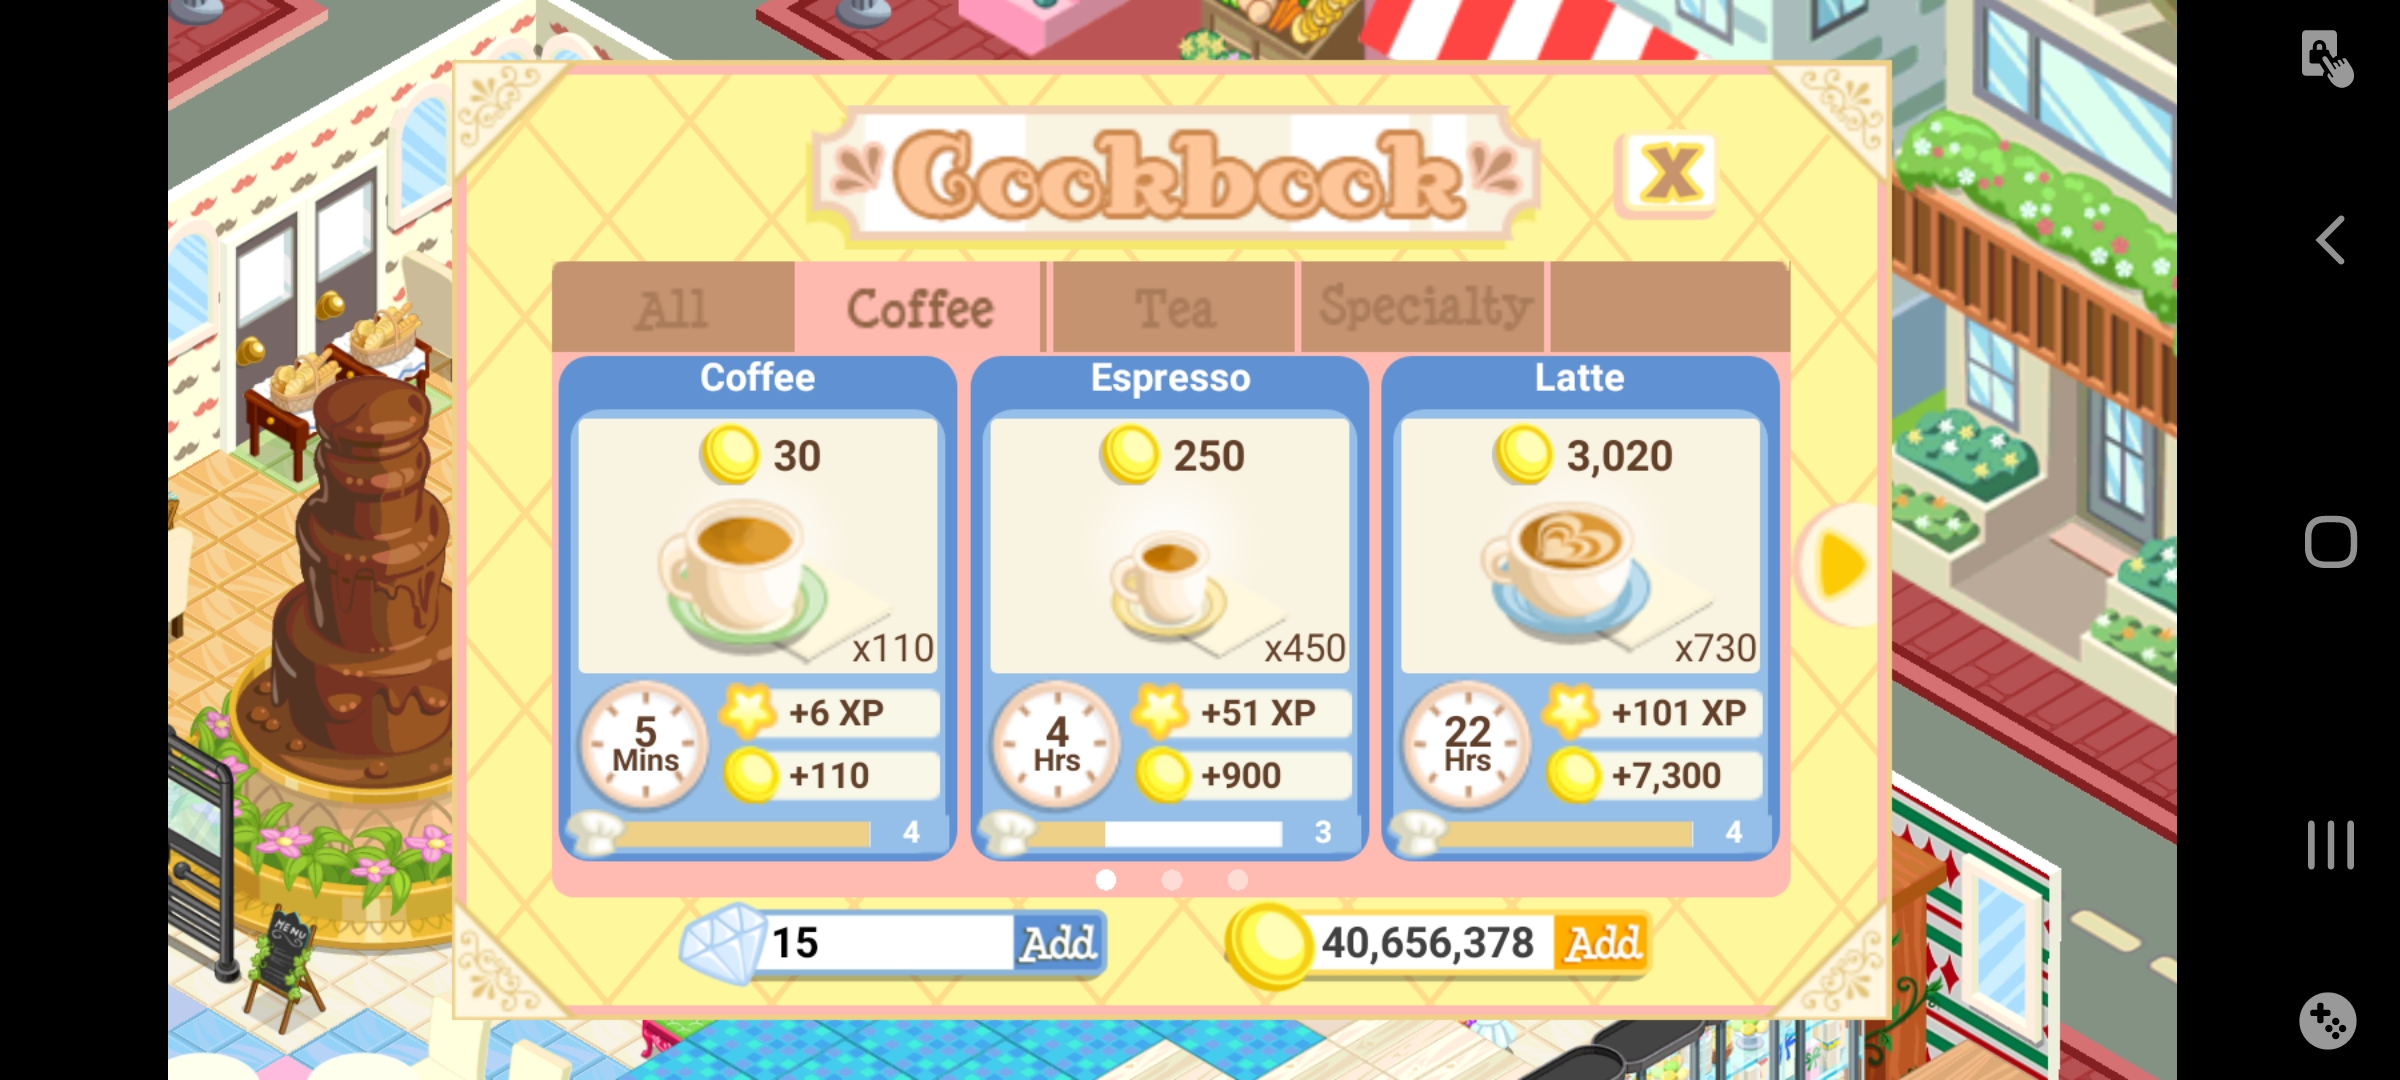 Cookbook
X
All
Coffee
Tea
Specialty
Coffee
30
x110
5
Mins
+6 XP
+110
4
Espresso
250
x450
4
Hrs
+51 XP
+900
3
Latte
3,020
x730
22
Hrs
+101 XP
+7,300
4
15
Add
40,656,378
Add
MENU